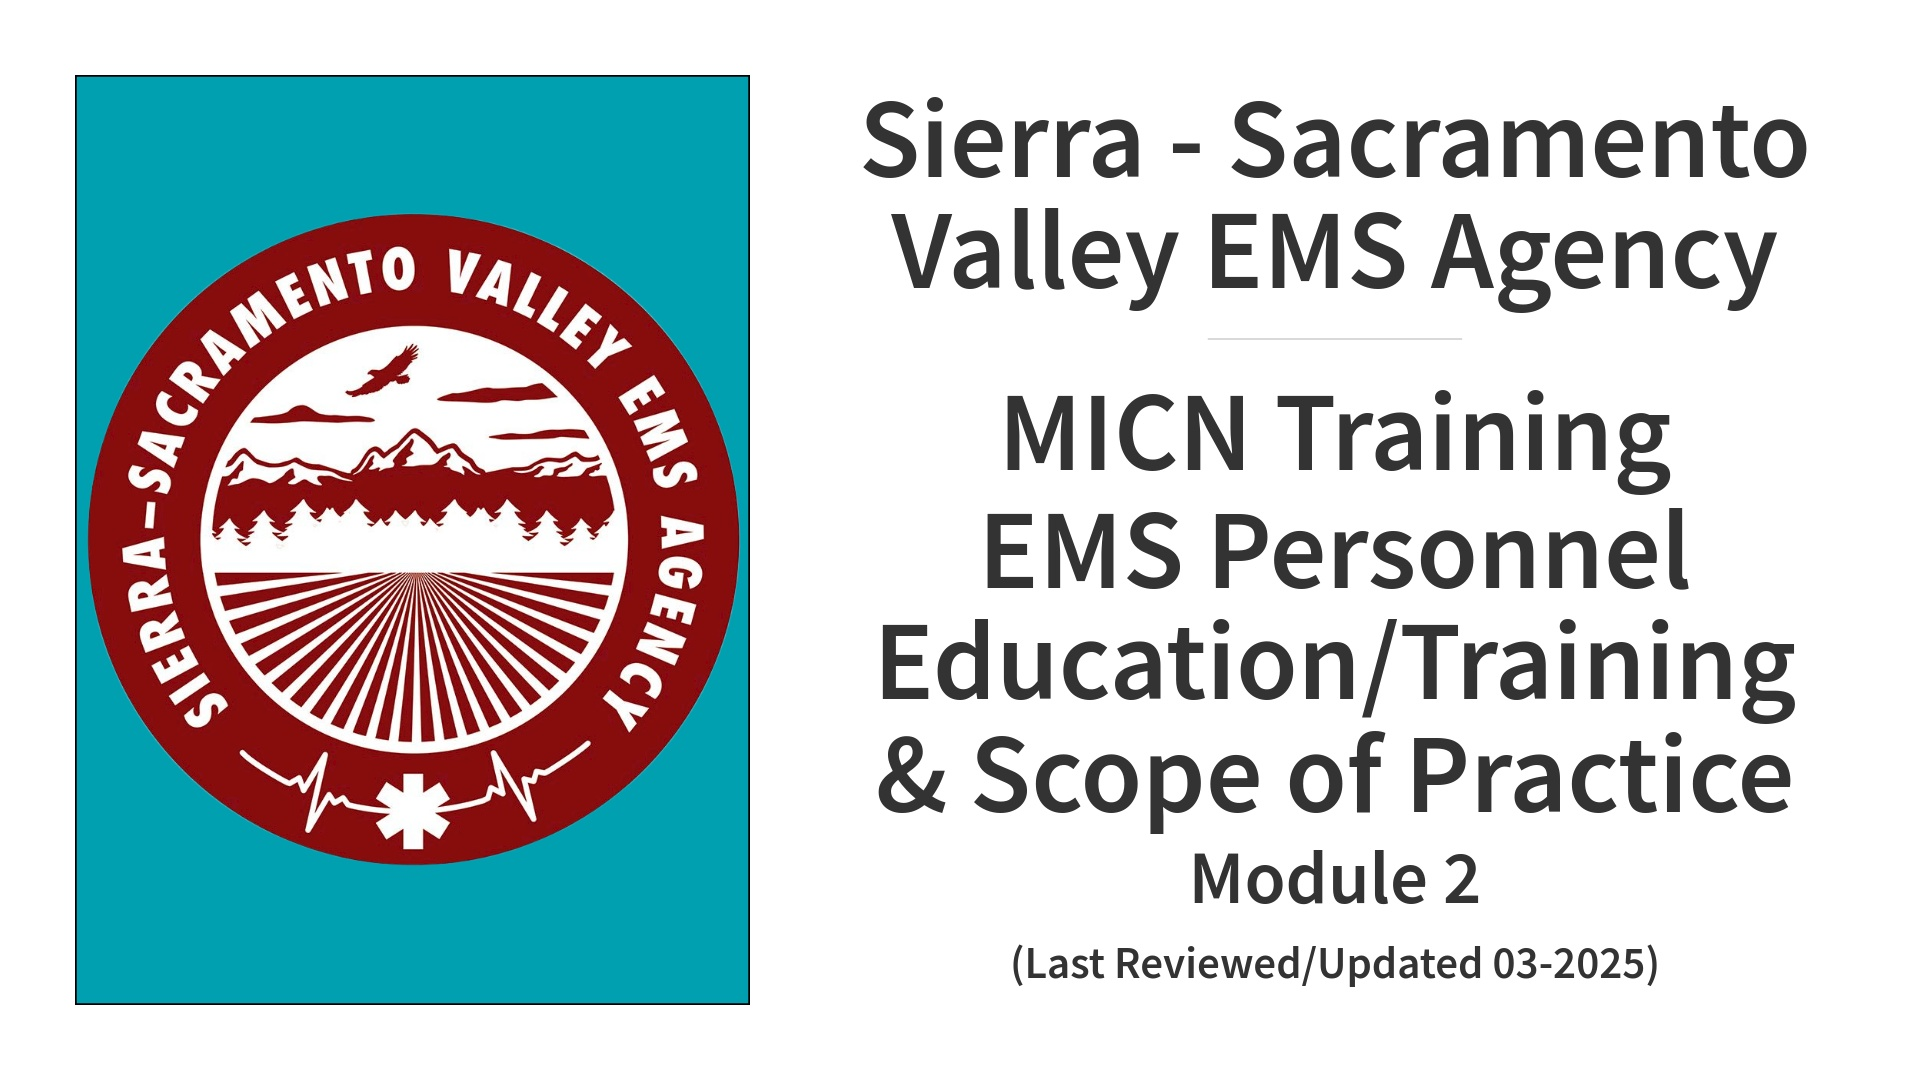 SIERRA–SACRAMENTO VALLEY EMS AGENCY
Sierra - Sacramento
Valley EMS Agency
MICN Training
EMS Personnel
Education/Training
& Scope of Practice
Module 2
(Last Reviewed/Updated 03-2025)